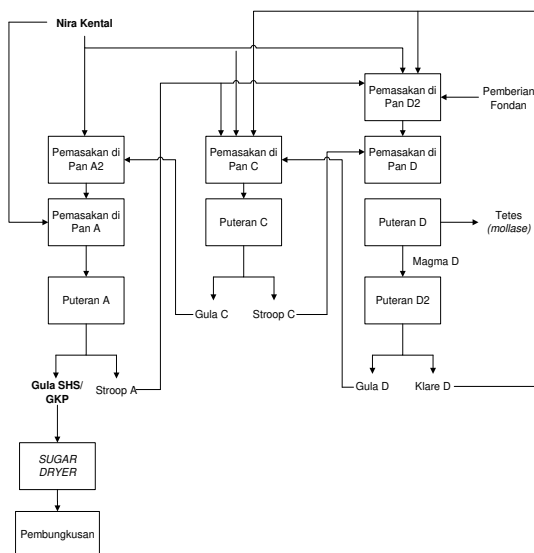 Nira Kental
Pemasakan di
Pan D2
Pemberian
Fondan
Pemasakan di
Pan A2
Pemasakan di
Pan C
Pemasakan di
Pan D
Pemasakan di
Pan A
Puteran C
Puteran D
Tetes
(mollase)
Magma D
Puteran A
Puteran D2
Gula C
Stroop C
Gula SHS/
GKP
Stroop A
Gula D
Klare D
SUGAR
DRYER
Pembungkusan